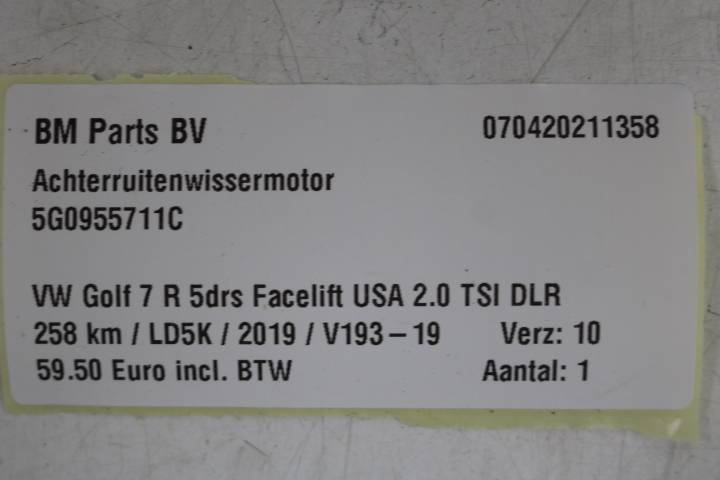 BM Parts BV 070420211358
Achterruitenwissermotor
5G0955711C
VW Golf 7 R 5drs Facelift USA 2.0 TSI DLR
258 km / LD5K / 2019 / V193-19 Verz: 10
59.50 Euro incl. BTW Aantal: 1